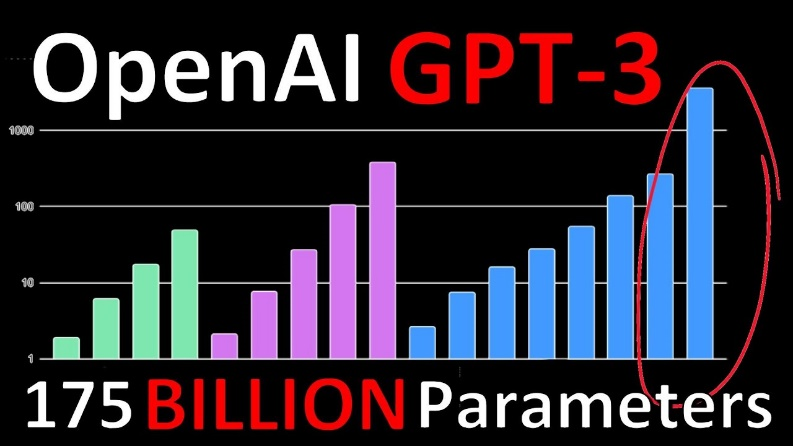 OpenAI GPT-3
1000
100
10
1
175 BILLION Parameters